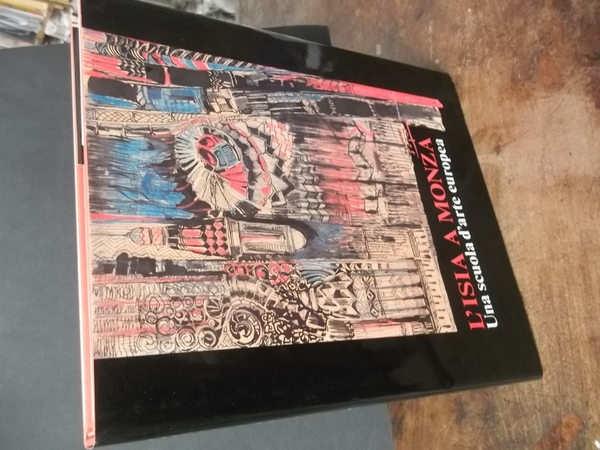 L'ISIA A MONZA
Una scuola d'arte europea